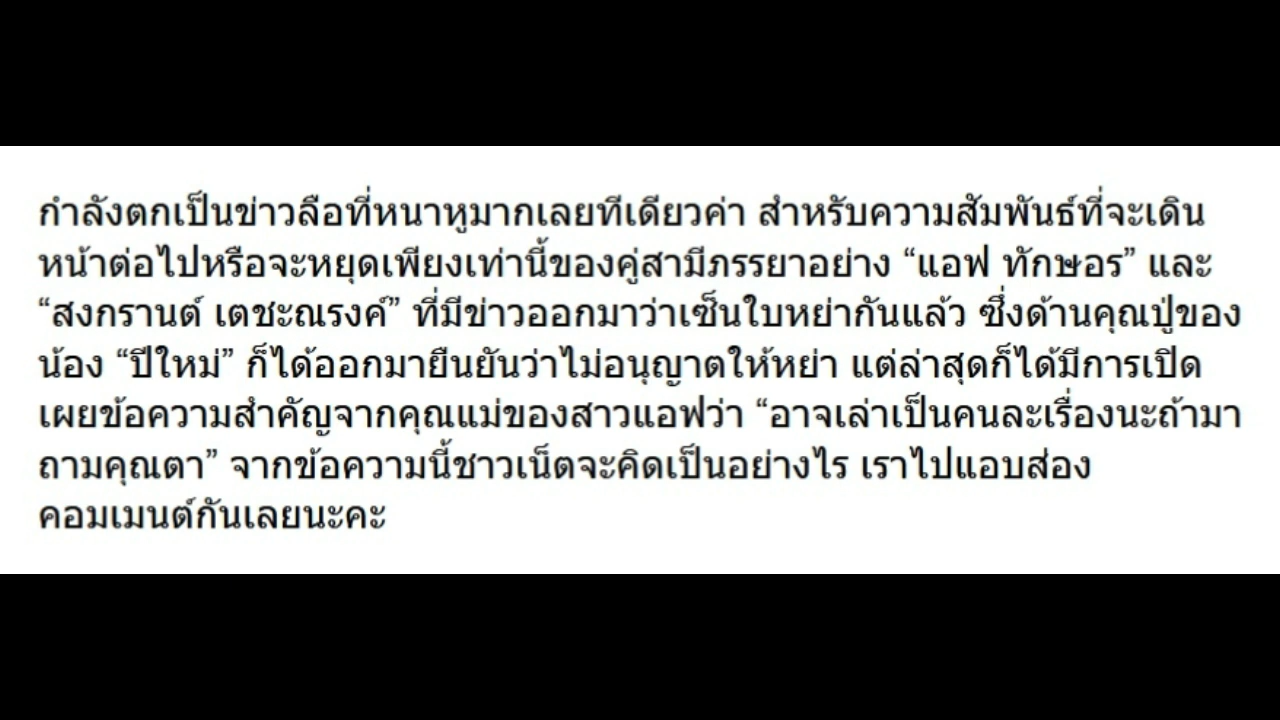 กำลังตกเป็นข่าวลือที่หนาหูมากเลยทีเดียวค่า สำหรับความสัมพันธ์ที่จะเดิน
หน้าต่อไปหรือจะหยุดเพียงเท่านี้ของคู่สามีภรรยาอย่าง “แอฟ ทักษอร” และ
“สงกรานต์ เตชะณรงค์” ที่มีข่าวออกมาว่าเซ็นใบหย่ากันแล้ว ซึ่งด้านคุณปู่ของ
น้อง “ปีใหม่” ก็ได้ออกมายืนยันว่าไม่อนุญาตให้หย่า แต่ล่าสุดก็ได้มีการเปิด
เผยข้อความสำคัญจากคุณแม่ของสาวแอฟว่า “อาจเล่าเป็นคนละเรื่องนะถ้ามา
ถามคุณตา” จากข้อความนี้ชาวเน็ตจะคิดเป็นอย่างไร เราไปแอบส่อง
คอมเมนต์กันเลยนะคะ